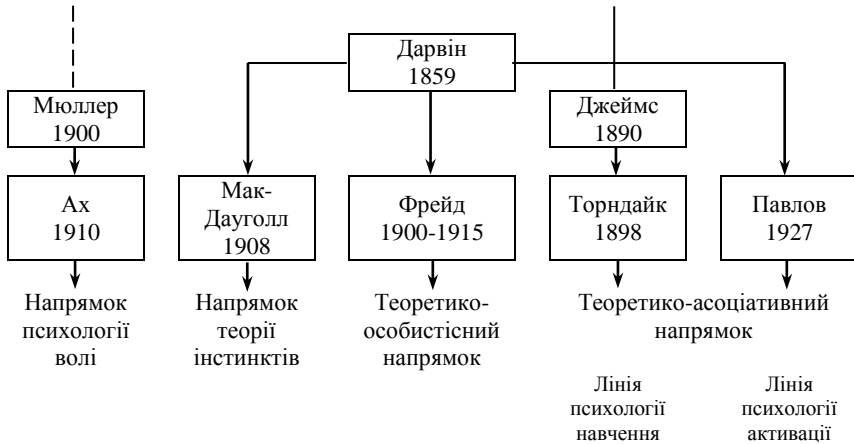 Дарвін
1859
Мюллер
1900
Джеймс
1890
Ах
1910
Мак-
Дауголл
1908
Фрейд
1900-1915
Торндайк
1898
Павлов
1927
Напрямок
психології
волі
Напрямок
теорії
інстинктів
Теоретико-
особистісний
напрямок
Теоретико-асоціативний
напрямок
Лінія
психології
навчення
Лінія
психології
активації